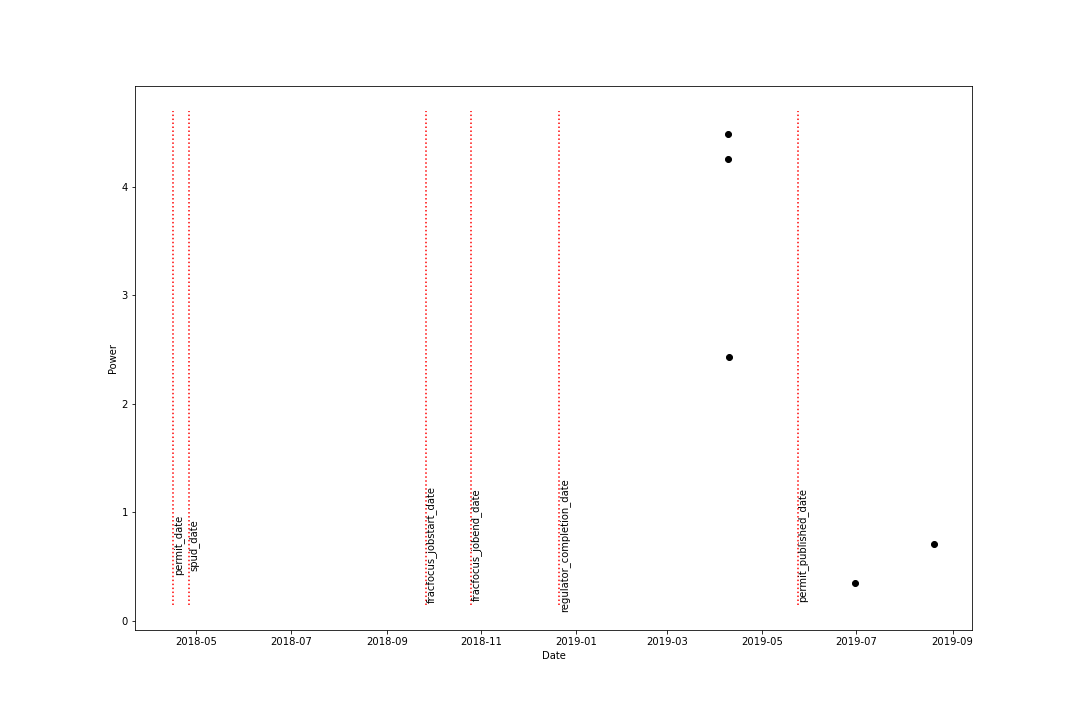 4
3
2
1
0
Power
permit_date
spud_date
fracfocus_jobstart_date
fracfocus_jobend_date
regulator_completion_date
permit_published_date
2018-05 2018-07 2018-09 2018-11 2019-01 2019-03 2019-05 2019-07 2019-09
Date